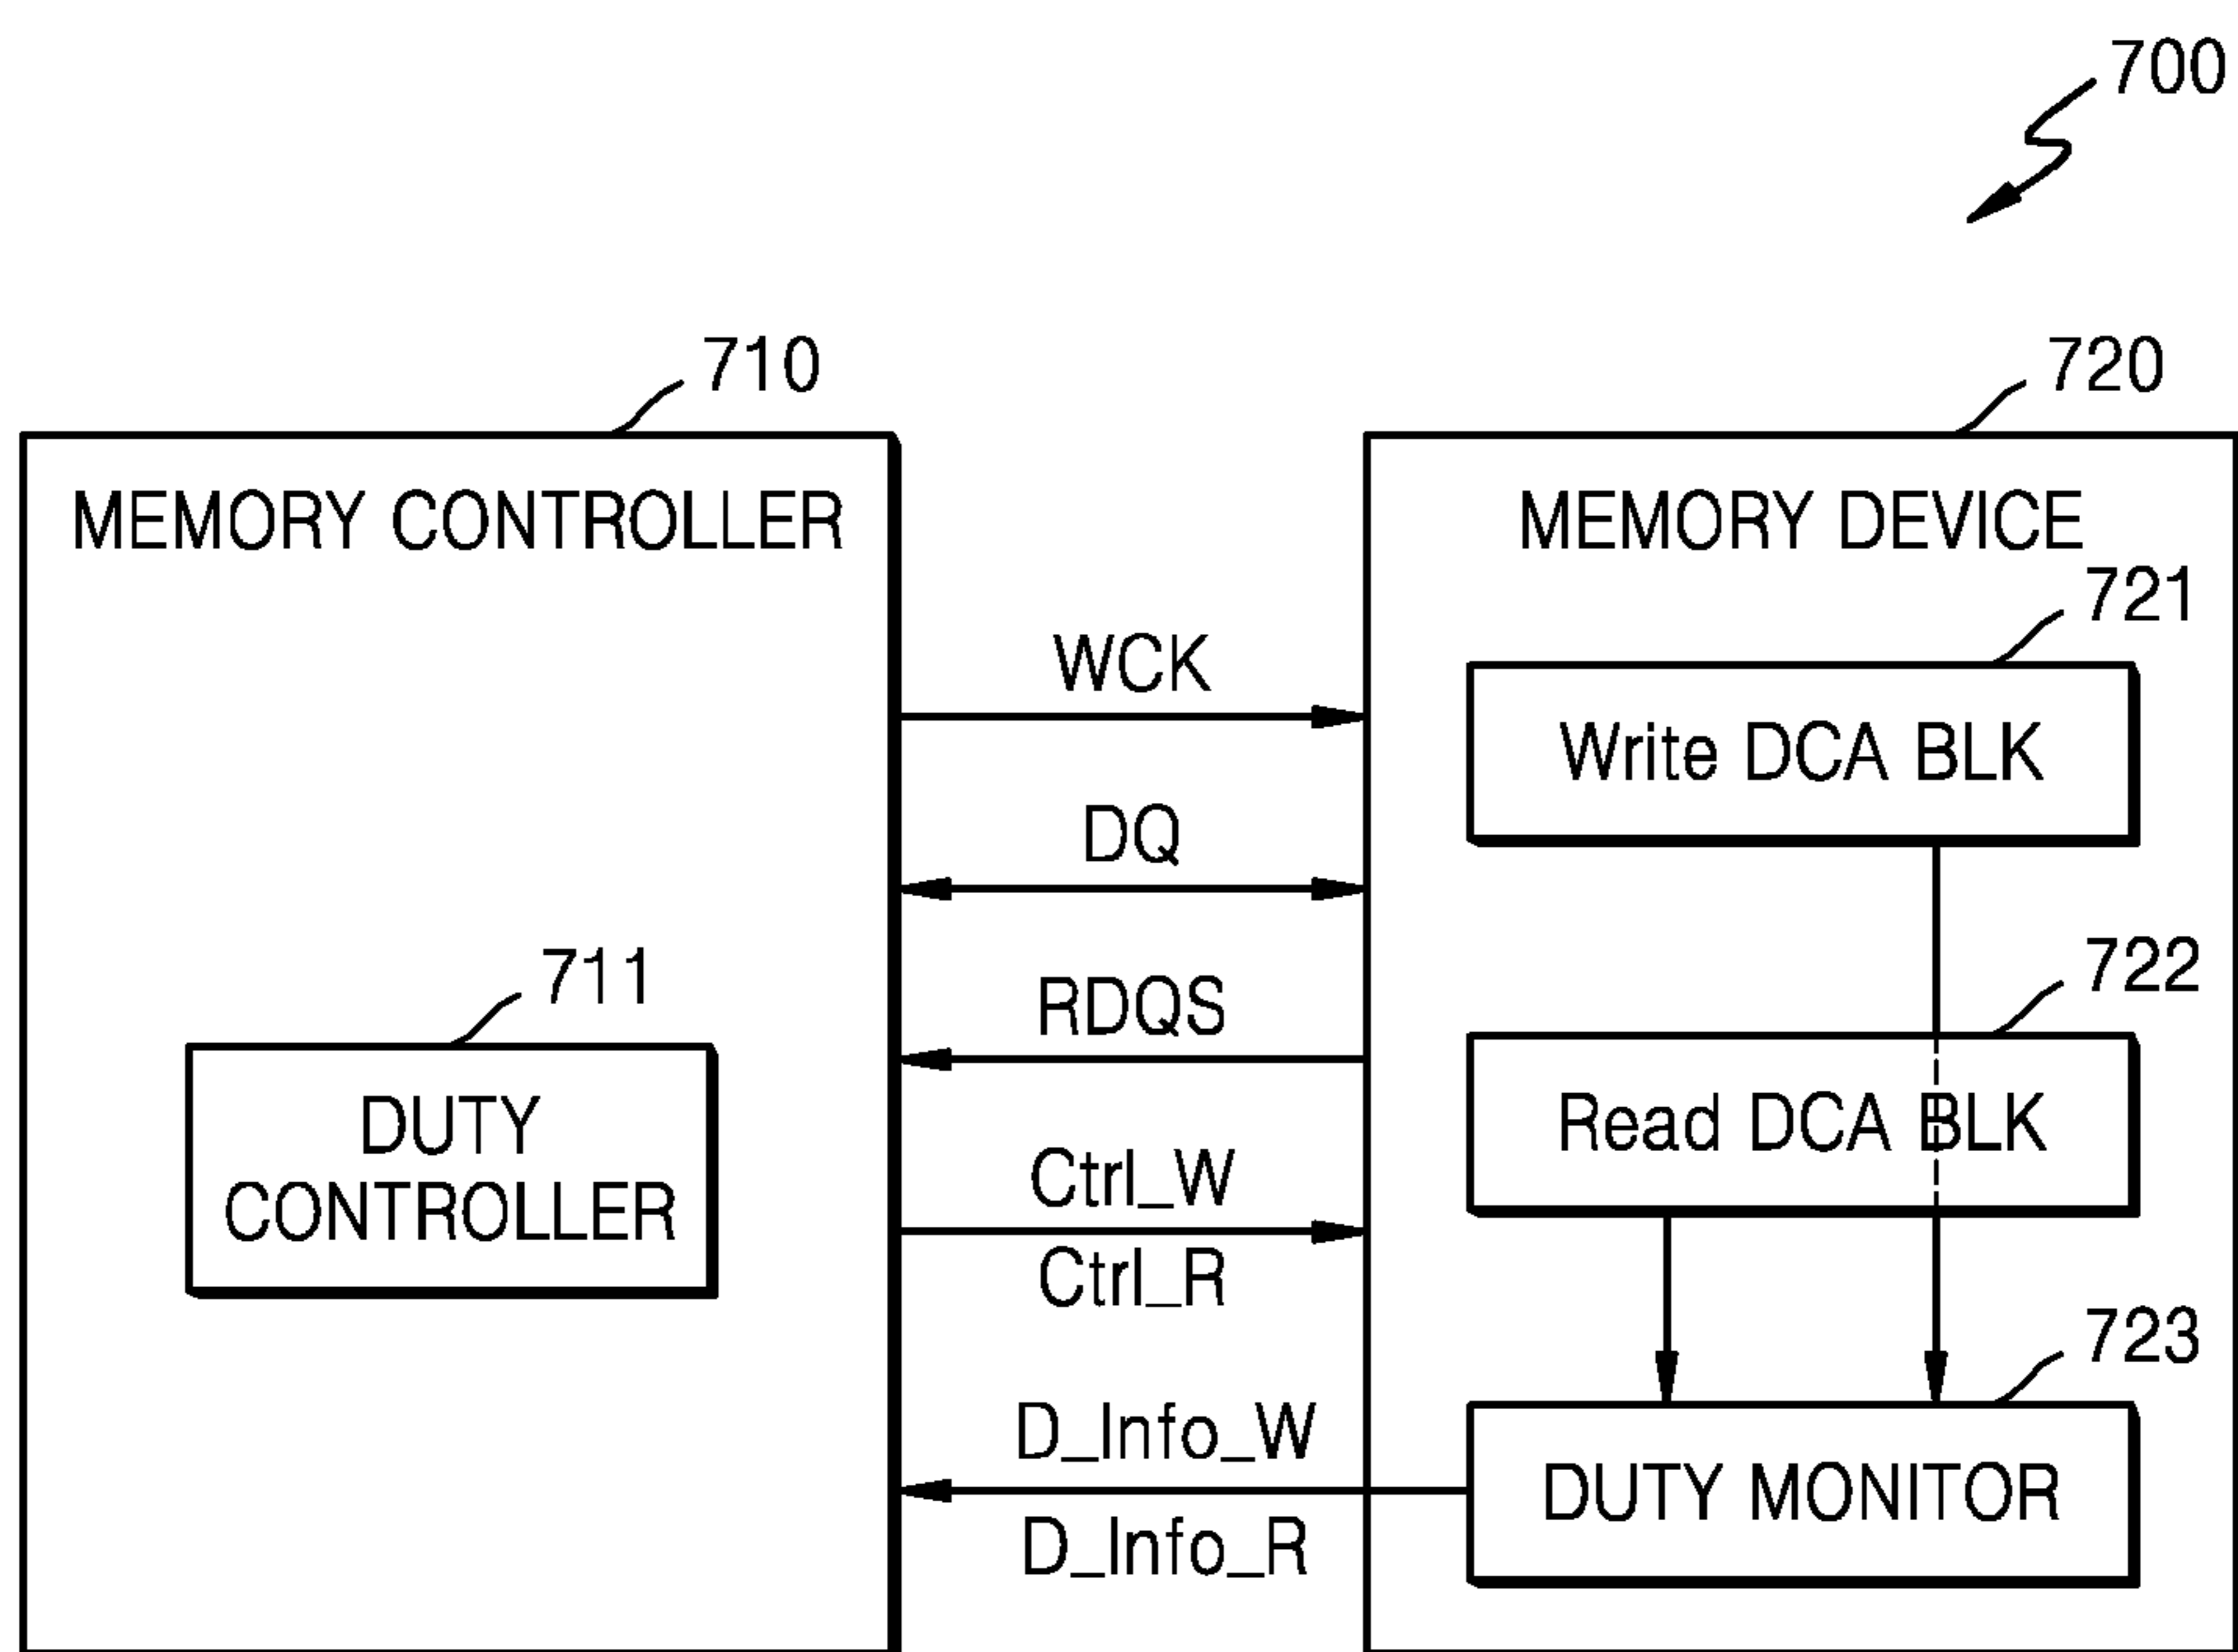 700
710
720
MEMORY CONTROLLER
MEMORY DEVICE
721
WCK
Write DCA BLK
DQ
711
722
RDQS
DUTY
CONTROLLER
Read DCA BLK
Ctrl_W
Ctrl_R
723
D_Info_W
DUTY MONITOR
D_Info_R